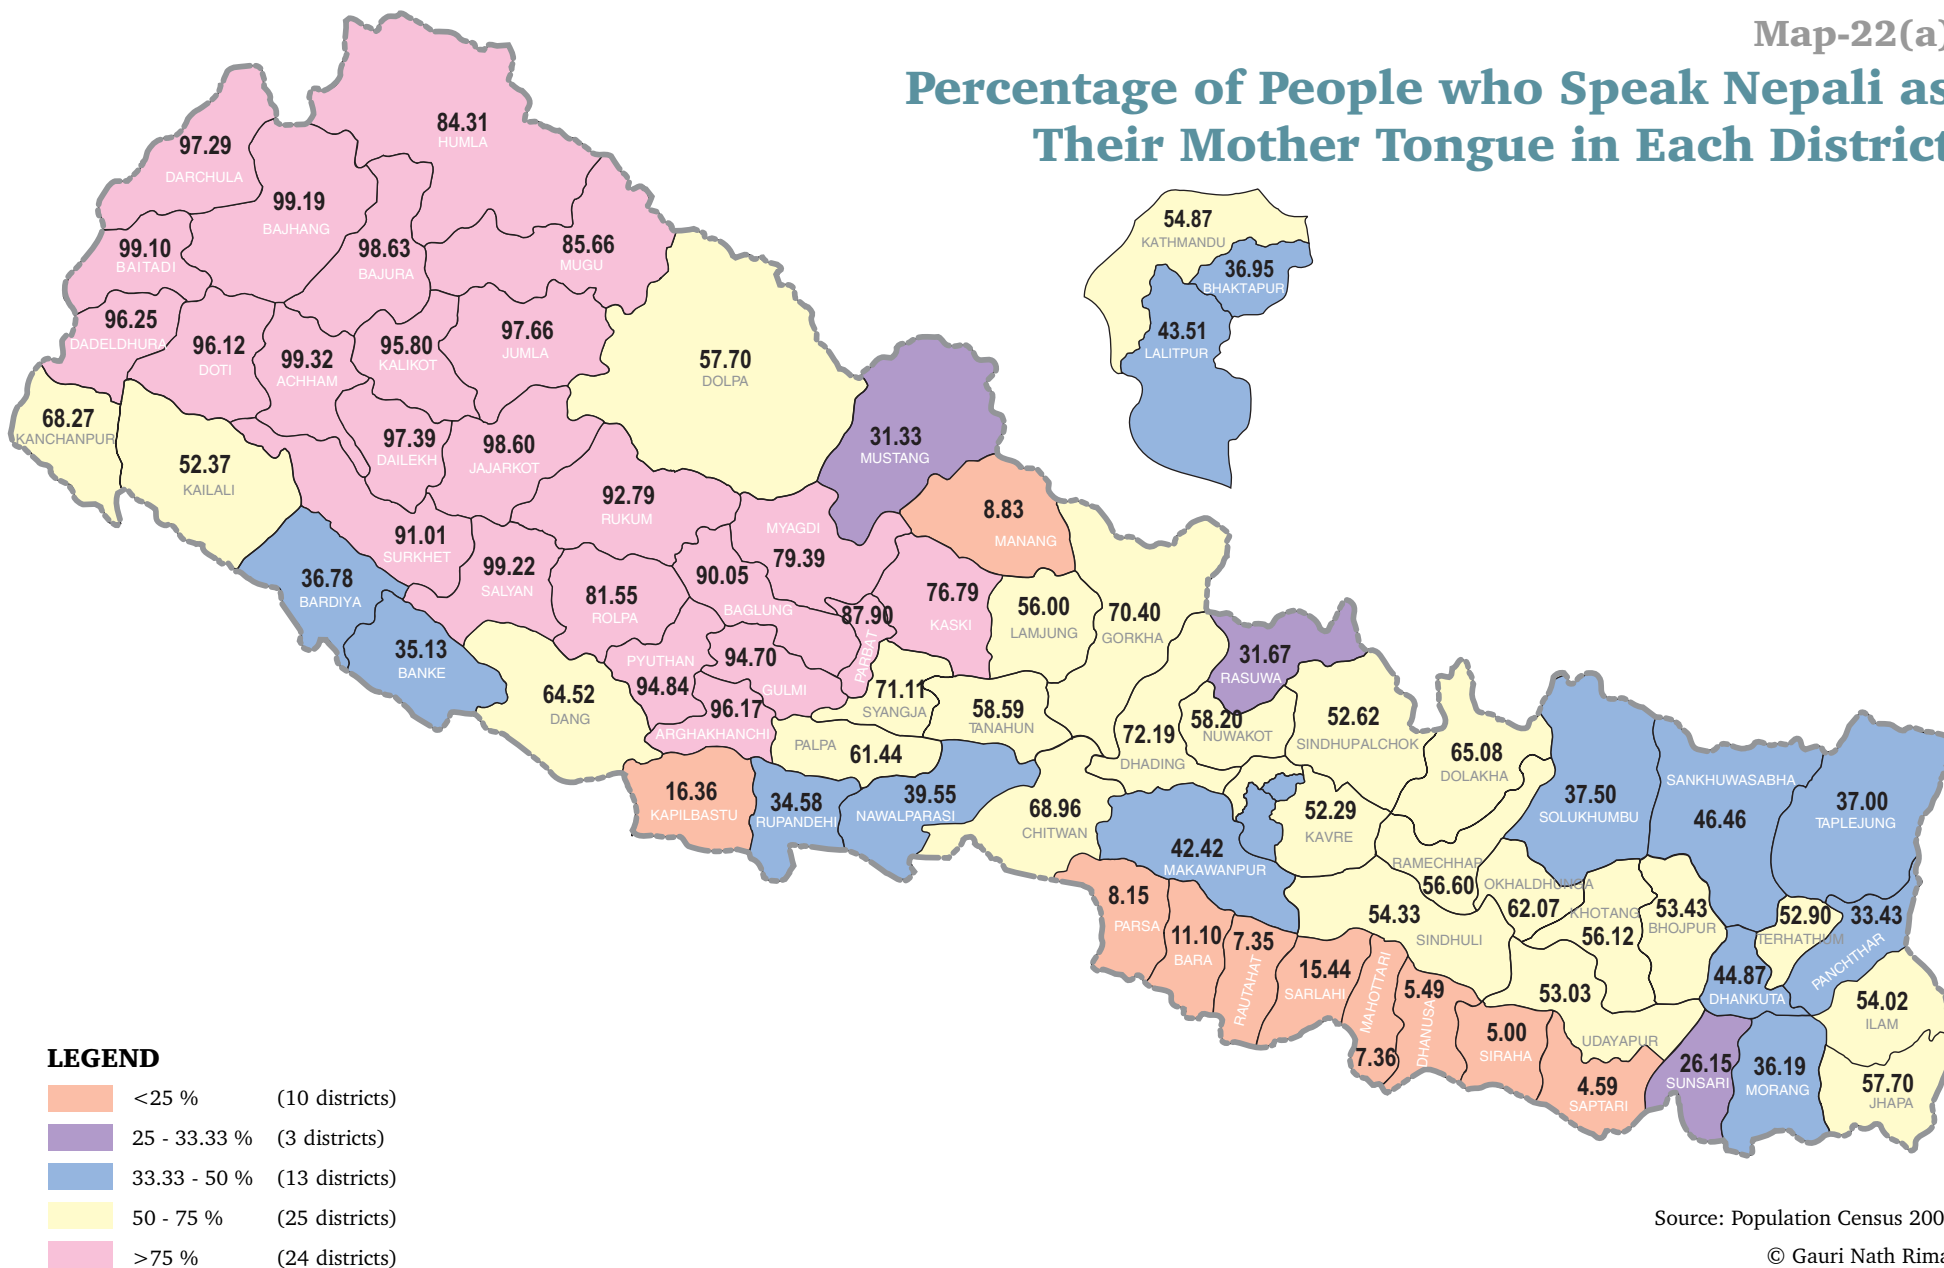 Map-22(a)
Percentage of People who Speak Nepali as
Their Mother Tongue in Each District
84.31
HUMLA
97.29
DARCHULA
99.19
BAJHANG
99.10
BAITADI
98.63
BAJURA
85.66
MUGU
96.25
DADELDHURA
96.12
DOTI
99.32
ACHHAM
95.80
KALIKOT
97.66
JUMLA
57.70
DOLPA
54.87
KATHMANDU
36.95
BHAKTAPUR
43.51
LALITPUR
68.27
KANCHANPUR
52.37
KAILALI
97.39
DAILEKH
98.60
JAJARKOT
31.33
MUSTANG
92.79
RUKUM
8.83
MANANG
91.01
SURKHET
99.22
SALYAN
MYAGDI
79.39
36.78
BARDIYA
81.55
ROLPA
90.05
BAGLUNG
87.90
PARBAT
76.79
KASKI
56.00
LAMJUNG
70.40
GORKHA
35.13
BANKE
PYUTHAN
94.84
94.70
GULMI
31.67
RASUWA
64.52
DANG
96.17
ARGHAKHANCHI
71.11
SYANGJA
58.59
TANAHUN
72.19
DHADING
58.20
NUWAKOT
52.62
SINDHUPALCHOK
PALPA
61.44
65.08
DOLAKHA
16.36
KAPILBASTU
34.58
RUPANDEHI
39.55
NAWALPARASI
68.96
CHITWAN
52.29
KAVRE
37.50
SOLUKHUMBU
SANKHUWASABHA
46.46
37.00
TAPLEJUNG
42.42
MAKAWANPUR
RAMECHHAP
56.60
OKHALDHUNGA
62.07
KHOTANG
56.12
53.43
BHOJPUR
52.90
TERHATHUM
33.43
PANCHTHAR
8.15
PARSA
11.10
BARA
7.35
RAUTAHAT
54.33
SINDHULI
15.44
SARLAHI
MAHOTTARI
7.36
5.49
DHANUSA
53.03
UDAYAPUR
44.87
DHANKUTA
54.02
ILAM
5.00
SIRAHA
4.59
SAPTARI
26.15
SUNSARI
36.19
MORANG
57.70
JHAPA
LEGEND
<25 % (10 districts)
25 - 33.33 % (3 districts)
33.33 - 50 % (13 districts)
50 - 75 % (25 districts)
>75 % (24 districts)
Source: Population Census 200
© Gauri Nath Rima